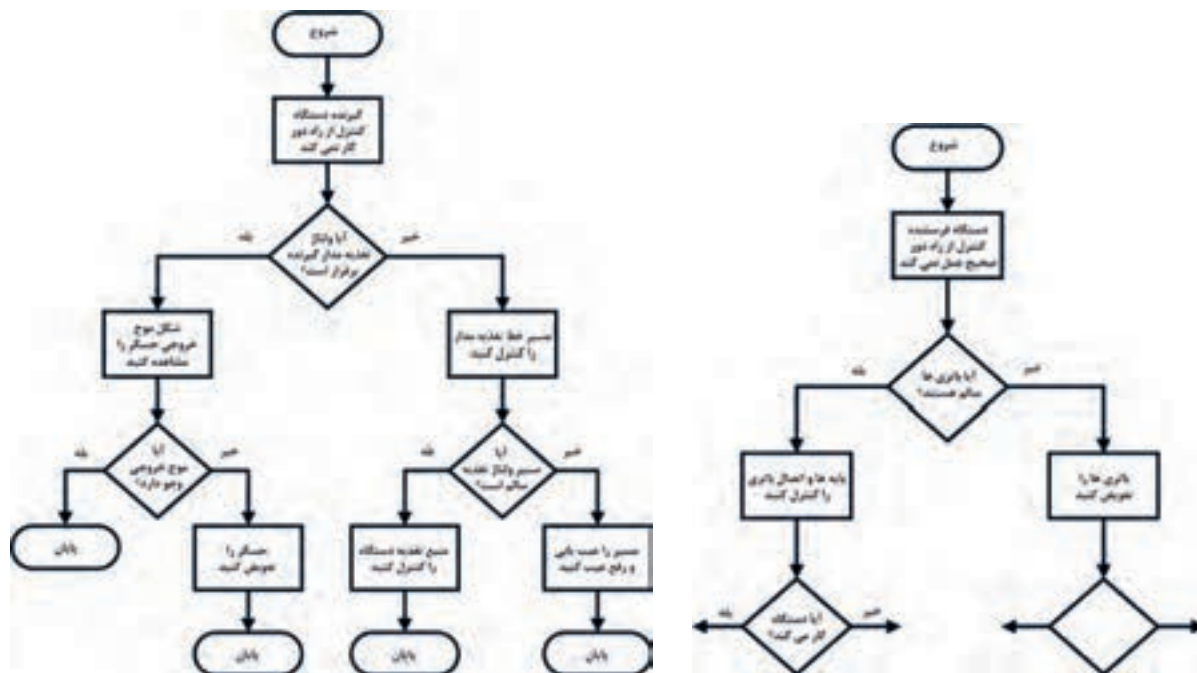 شروع
گیرنده دستگاه
کنترل از راه دور
کار نمی کند
آیا ولتاژ
تغذیه مدار گیرنده
برقرار است؟
بله
خیر
شکل موج
خروجی حسگر را
مشاهده کنید.
مسیر خط تغذیه مدار
را کنترل کنید.
آیا
موج خروجی
وجو دارد؟
بله
خیر
آیا
مسیر ولتاژ تغذیه
سالم است؟
بله
خیر
پایان
حسگر را
تعویض کنید.
منبع تغذیه دستگاه
را کنترل کنید.
مسیر را عیب یابی
و رفع عیب کنید.
پایان
پایان
پایان
شروع
دستگاه فرستنده
کنترل از راه دور
صحیح عمل نمی کند
آیا باتری ها
سالم هستند؟
بله
خیر
پایه ها و اتصال باتری
را کنترل کنید.
باتری ها را
تعویض کنید.
آیا دستگاه
کار می کند؟
بله
خیر